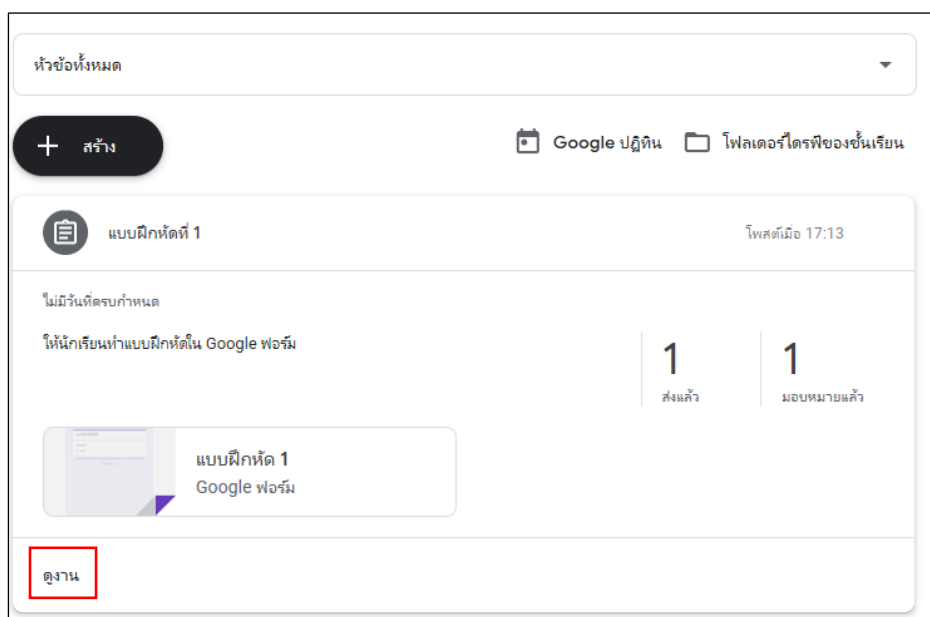 หัวข้อทั้งหมด
สร้าง
Google ปฏิทิน
โฟลเดอร์ไดรฟ์ของชั้นเรียน
แบบฝึกหัดที่ 1
โพสต์เมื่อ 17:13
ไม่มีวันที่ครบกำหนด
ให้นักเรียนทำแบบฝึกหัดใน Google ฟอร์ม
1
ส่งแล้ว
1
มอบหมายแล้ว
แบบฝึกหัด 1
Google ฟอร์ม
ดูงาน